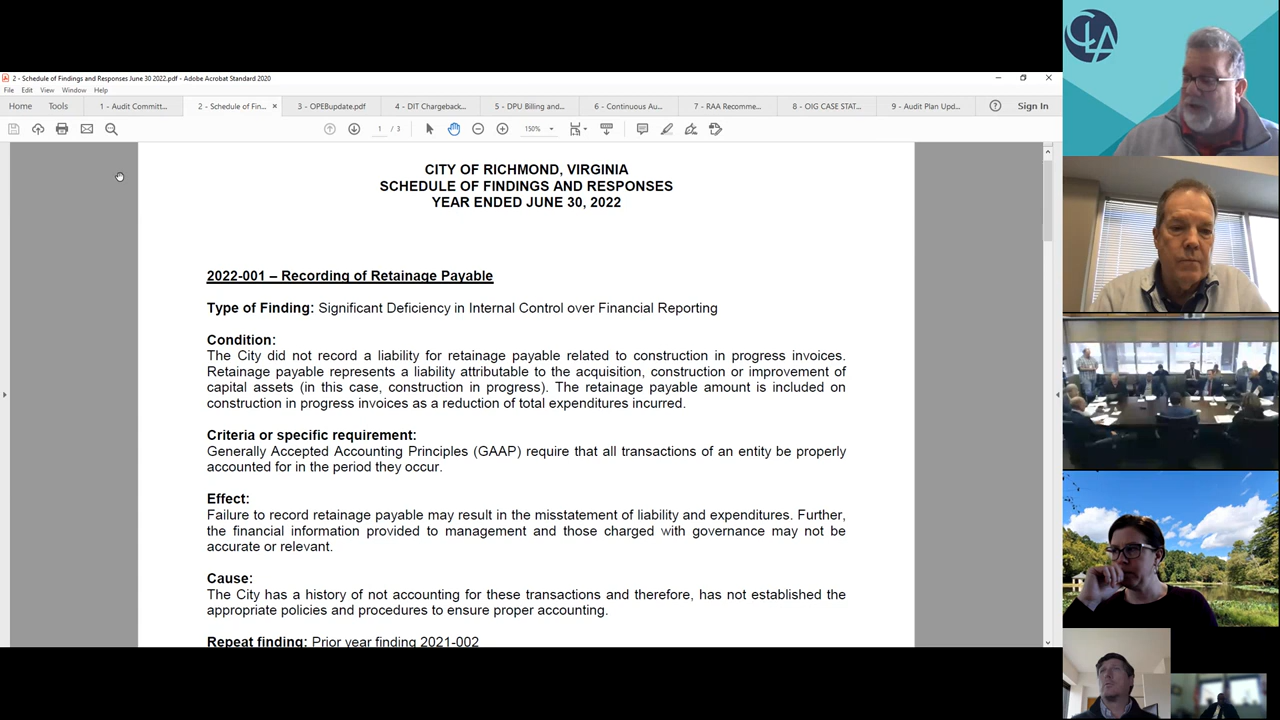 2 - Schedule of Findings and Responses June 30 2022.pdf - Adobe Acrobat Standard 2020
File Edit View Window Help
Home Tools 1 - Audit Committ... 2 - Schedule of Fin... × 3 - OPEBupdate.pdf 4 - DIT Chargeback... 5 - DPU Billing and... 6 - Continuous Au... 7 - RAA Recomme... 8 - OIG CASE STAT... 9 - Audit Plan Upd... Sign In
1 / 3 150%
CITY OF RICHMOND, VIRGINIA
SCHEDULE OF FINDINGS AND RESPONSES
YEAR ENDED JUNE 30, 2022
2022-001 – Recording of Retainage Payable
Type of Finding: Significant Deficiency in Internal Control over Financial Reporting
Condition:
The City did not record a liability for retainage payable related to construction in progress invoices.
Retainage payable represents a liability attributable to the acquisition, construction or improvement of
capital assets (in this case, construction in progress). The retainage payable amount is included on
construction in progress invoices as a reduction of total expenditures incurred.
Criteria or specific requirement:
Generally Accepted Accounting Principles (GAAP) require that all transactions of an entity be properly
accounted for in the period they occur.
Effect:
Failure to record retainage payable may result in the misstatement of liability and expenditures. Further,
the financial information provided to management and those charged with governance may not be
accurate or relevant.
Cause:
The City has a history of not accounting for these transactions and therefore, has not established the
appropriate policies and procedures to ensure proper accounting.
Repeat finding: Prior year finding 2021-002
CLA